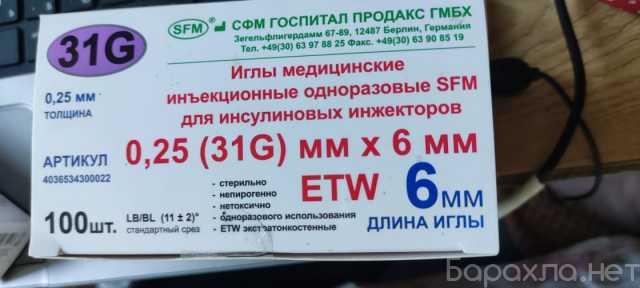 31G
SFM СФМ ГОСПИТАЛ ПРОДАКС ГМБХ
Зегельфлигердамм 67-89, 12487 Берлин, Германия
Тел. +49(30) 63 97 88 25 Факс. +49(30) 63 90 85 19
Иглы медицинские
инъекционные одноразовые SFM
для инсулиновых инжекторов
0,25 мм
ТОЛЩИНА
0,25 (31G) мм x 6 мм
АРТИКУЛ
4036534300022
- стерильно
- непирогенно
- нетоксично
- одноразового использования
- ETW экстратонкостенные
ETW
6мм
ДЛИНА ИГЛЫ
100шт.
LB/BL (11 ± 2)°
стандартный срез
Барахла.нет